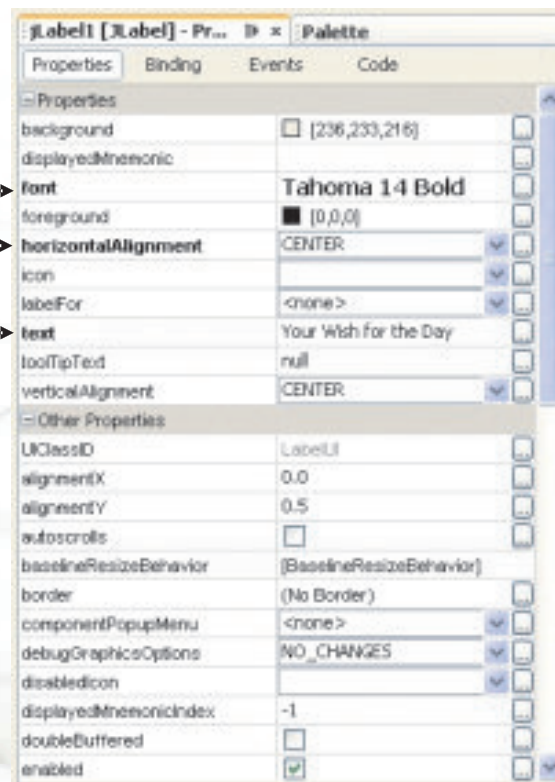 jLabel1 [JLabel] - Pr... Palette
Properties Binding Events Code
Properties
background [236,233,216]
displayedMnemonic
font Tahoma 14 Bold
foreground [0,0,0]
horizontalAlignment CENTER
icon
labelFor <none>
text Your Wish for the Day
toolTipText null
verticalAlignment CENTER
Other Properties
UIClassID LabelUI
alignmentX 0.0
alignmentY 0.5
autoscrolls
baselineResizeBehavior [BaselineResizeBehavior]
border (No Border)
componentPopupMenu <none>
debugGraphicsOptions NO_CHANGES
disabledIcon
displayedMnemonicIndex -1
doubleBuffered
enabled